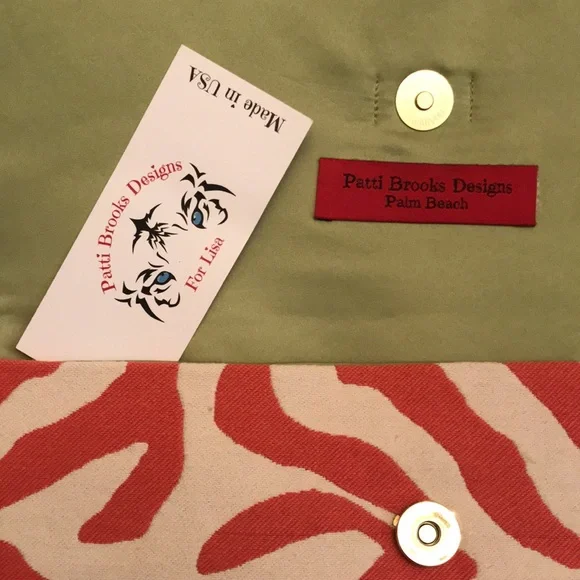 Made in USA
Patti Brooks Designs
For Lisa
Patti Brooks Designs
Palm Beach